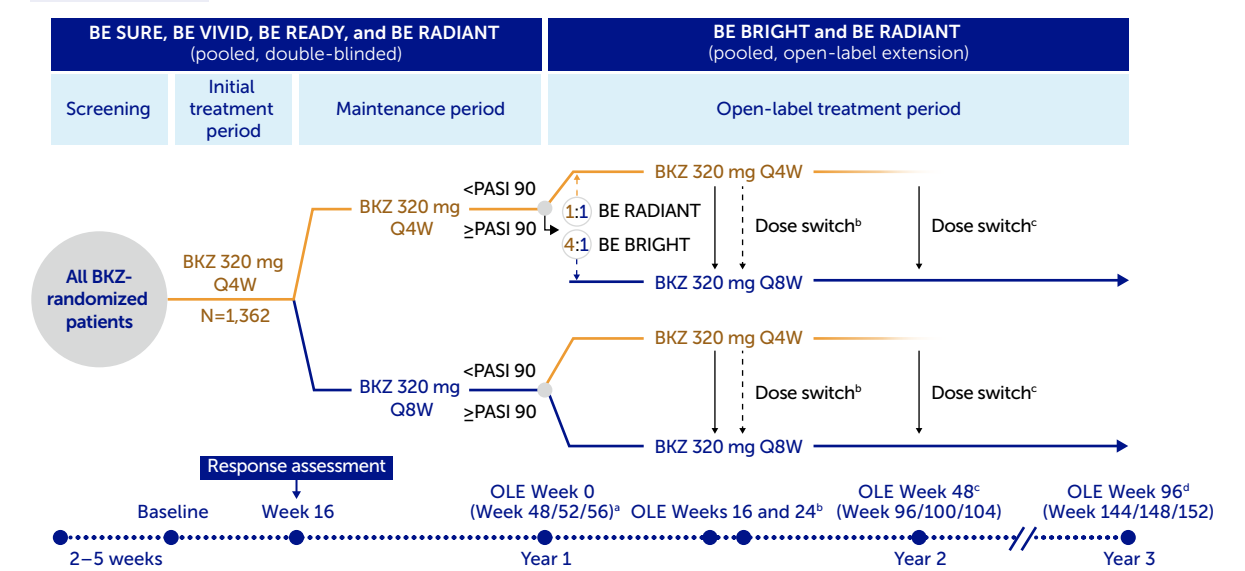 BE SURE, BE VIVID, BE READY, and BE RADIANT
(pooled, double-blinded)
BE BRIGHT and BE RADIANT
(pooled, open-label extension)
Screening
Initial
treatment
period
Maintenance period
Open-label treatment period
All BKZ-
randomized
patients
BKZ 320 mg
Q4W
N=1,362
BKZ 320 mg
Q4W
<PASI 90
≥PASI 90
1:1 BE RADIANT
4:1 BE BRIGHT
BKZ 320 mg Q4W
Dose switchᵇ
Dose switchᶜ
BKZ 320 mg Q8W
BKZ 320 mg
Q8W
<PASI 90
≥PASI 90
BKZ 320 mg Q4W
Dose switchᵇ
Dose switchᶜ
BKZ 320 mg Q8W
Response assessment
Baseline
Week 16
OLE Week 0
(Week 48/52/56)ᵃ
OLE Weeks 16 and 24ᵇ
OLE Week 48ᶜ
(Week 96/100/104)
OLE Week 96ᵈ
(Week 144/148/152)
2–5 weeks
Year 1
Year 2
Year 3